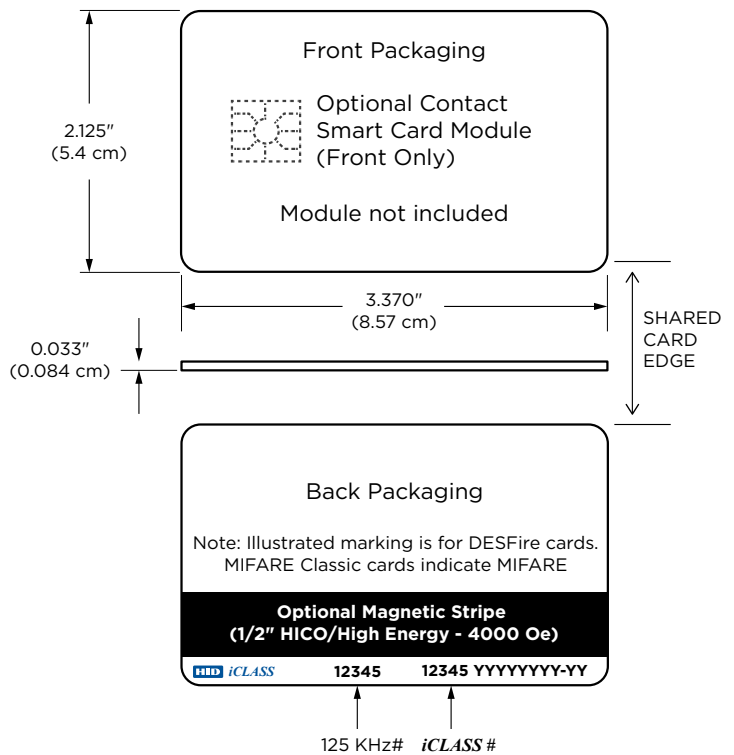 Front Packaging
Optional Contact
Smart Card Module
(Front Only)
Module not included
2.125"
(5.4 cm)
3.370"
(8.57 cm)
SHARED
CARD
EDGE
0.033"
(0.084 cm)
Back Packaging
Note: Illustrated marking is for DESFire cards.
MIFARE Classic cards indicate MIFARE
Optional Magnetic Stripe
(1/2" HICO/High Energy - 4000 Oe)
HID iCLASS 12345 12345 YYYYYYYY-YY
125 KHz# iCLASS #